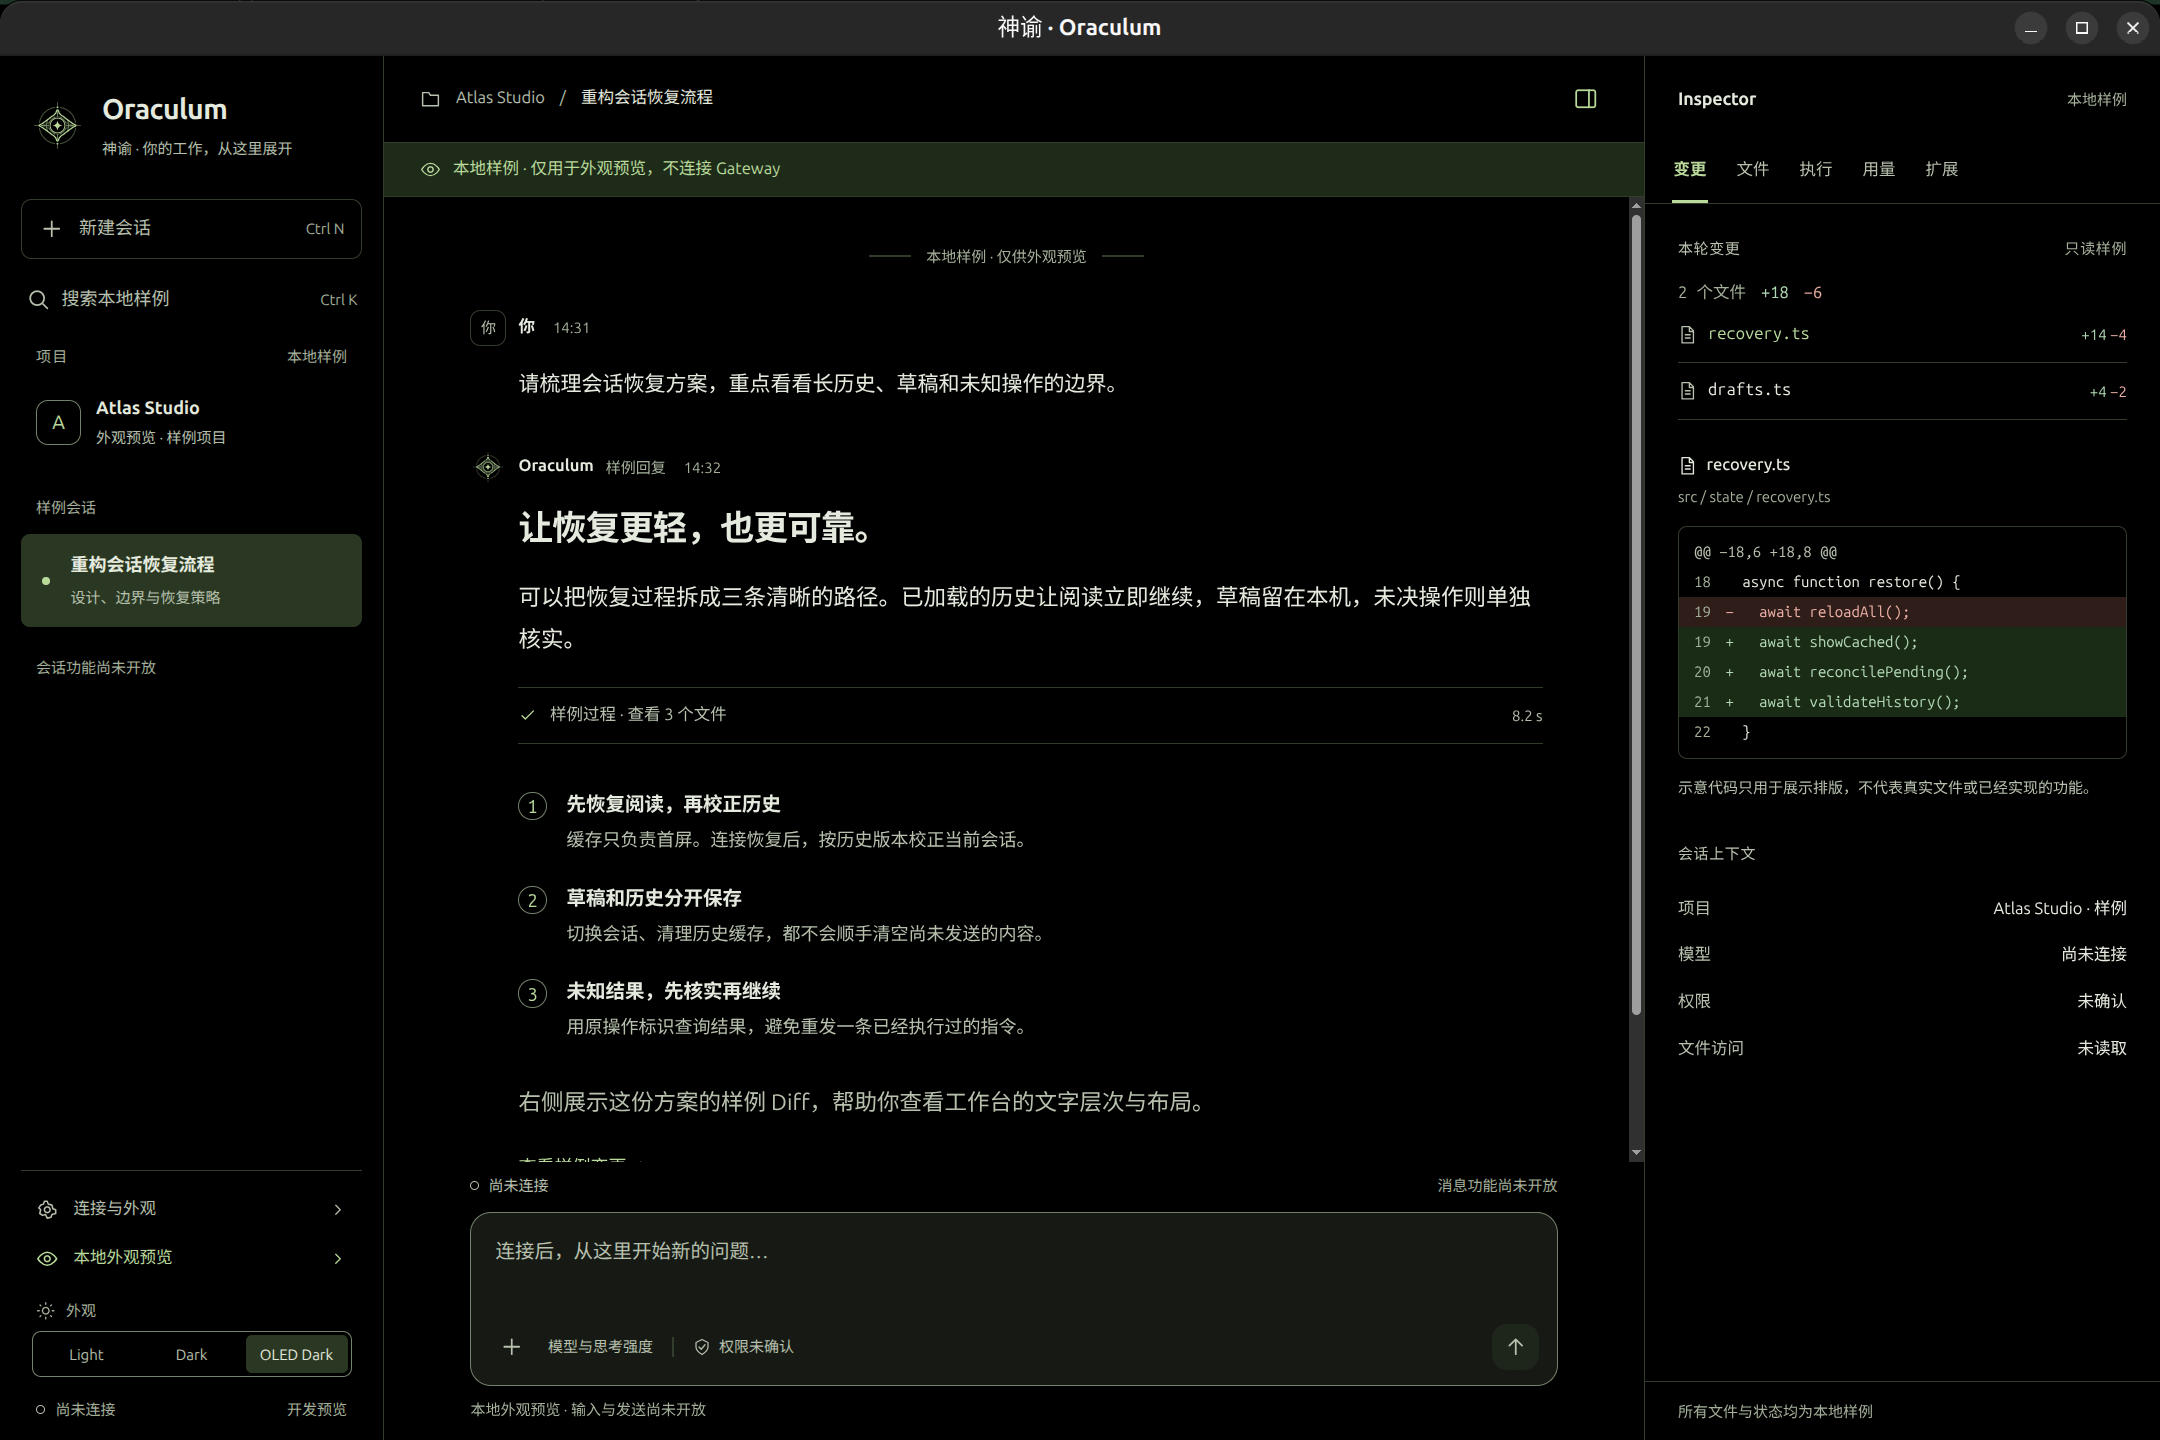 神谕 · Oraculum
Oraculum
神谕 · 你的工作，从这里展开
新建会话 Ctrl N
搜索本地样例 Ctrl K
项目 本地样例
A
Atlas Studio
外观预览 · 样例项目
样例会话
重构会话恢复流程
设计、边界与恢复策略
会话功能尚未开放
连接与外观
本地外观预览
外观
Light Dark OLED Dark
尚未连接 开发预览
Atlas Studio / 重构会话恢复流程
本地样例 · 仅用于外观预览，不连接 Gateway
本地样例 · 仅供外观预览
你 你 14:31
请梳理会话恢复方案，重点看看长历史、草稿和未知操作的边界。
Oraculum 样例回复 14:32
让恢复更轻，也更可靠。
可以把恢复过程拆成三条清晰的路径。已加载的历史让阅读立即继续，草稿留在本机，未决操作则单独
核实。
样例过程 · 查看 3 个文件 8.2 s
1 先恢复阅读，再校正历史
缓存只负责首屏。连接恢复后，按历史版本校正当前会话。
2 草稿和历史分开保存
切换会话、清理历史缓存，都不会顺手清空尚未发送的内容。
3 未知结果，先核实再继续
用原操作标识查询结果，避免重发一条已经执行过的指令。
右侧展示这份方案的样例 Diff，帮助你查看工作台的文字层次与布局。
尚未连接 消息功能尚未开放
连接后，从这里开始新的问题…
模型与思考强度 权限未确认
本地外观预览 · 输入与发送尚未开放
Inspector 本地样例
变更 文件 执行 用量 扩展
本轮变更 只读样例
2 个文件 +18 −6
recovery.ts +14 −4
drafts.ts +4 −2
recovery.ts
src / state / recovery.ts
@@ −18,6 +18,8 @@
18 async function restore() {
19 − await reloadAll();
19 + await showCached();
20 + await reconcilePending();
21 + await validateHistory();
22 }
示意代码只用于展示排版，不代表真实文件或已经实现的功能。
会话上下文
项目 Atlas Studio · 样例
模型 尚未连接
权限 未确认
文件访问 未读取
所有文件与状态均为本地样例